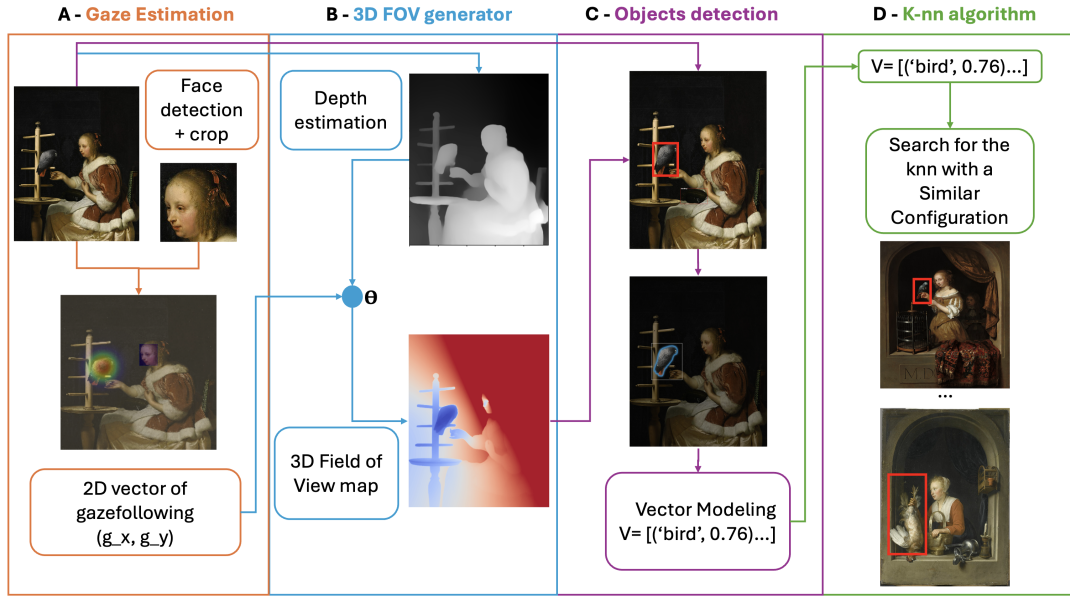 A - Gaze Estimation
Face
detection
+ crop
2D vector of
gazefollowing
(g_x, g_y)
B - 3D FOV generator
Depth
estimation
θ
3D Field of
View map
C - Objects detection
Vector Modeling
V= [('bird', 0.76)...]
D - K-nn algorithm
V= [('bird', 0.76)...]
Search for the
knn with a
Similar
Configuration
...